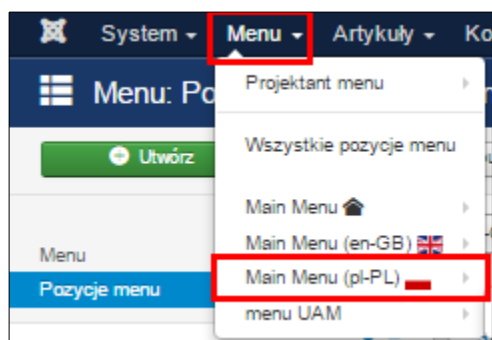 System Menu Artykuły Ko
Menu: Po
Projektant menu
Utwórz
Wszystkie pozycje menu
Main Menu
Main Menu (en-GB)
Menu
Main Menu (pl-PL)
Pozycje menu
menu UAM